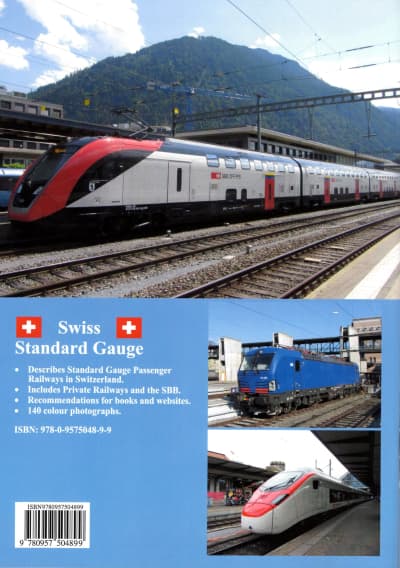 Swiss
Standard Gauge
• Describes Standard Gauge Passenger
Railways in Switzerland.
• Includes Private Railways and the SBB.
• Recommendations for books and websites.
• 140 colour photographs.
ISBN: 978-0-9575048-9-9
ISBN9780957504899
9 780957 504899